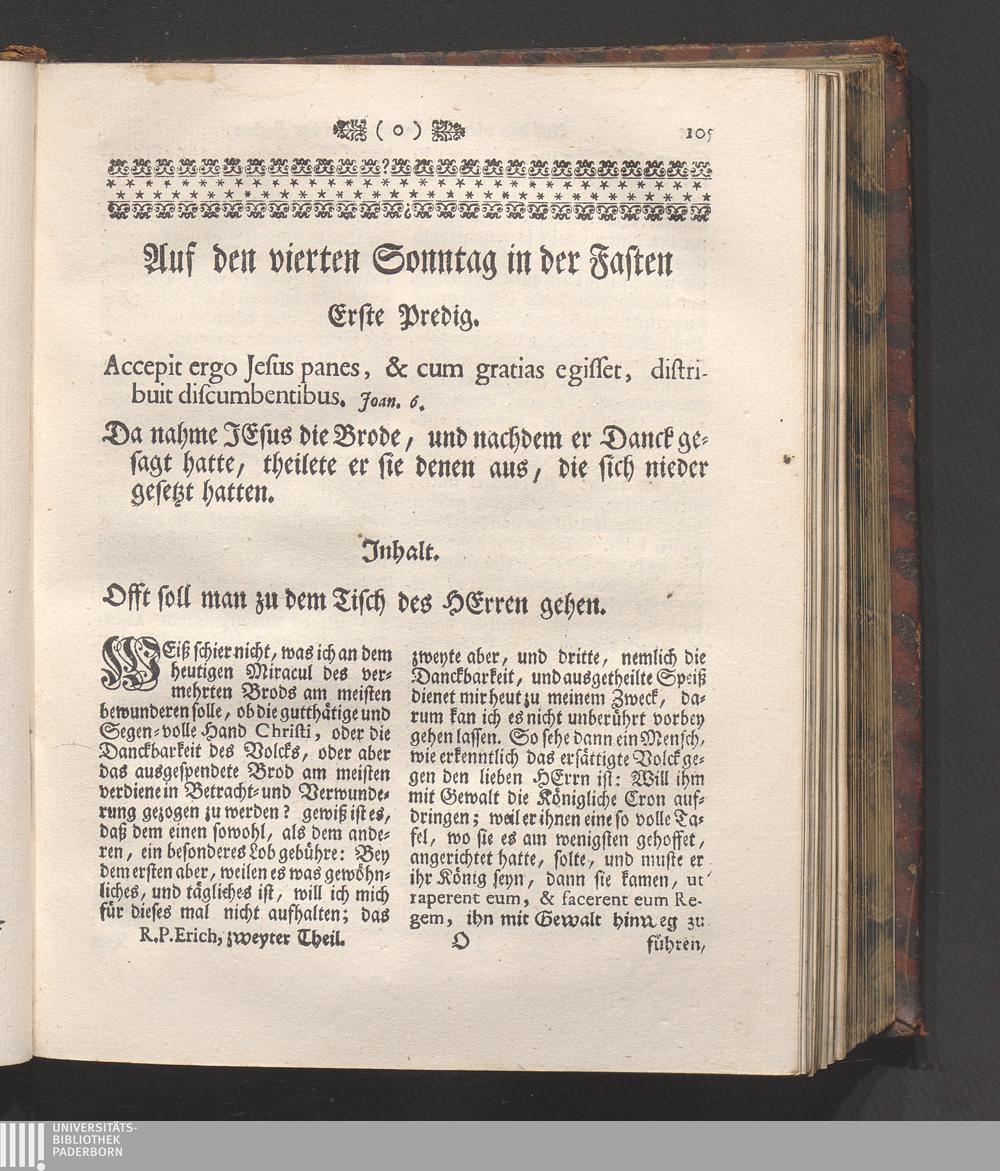 ( o ) 105
Auf den vierten Sonntag in der Fasten
Erste Predig.
Accepit ergo Jesus panes, & cum gratias egisset, distri-
buit discumbentibus. Joan. 6.
Da nahme JEsus die Brode, und nachdem er Danck ge-
sagt hatte, theilete er sie denen aus, die sich nieder
gesetzt hatten.
Inhalt.
Offt soll man zu dem Tisch des HErren gehen.
WEiß schier nicht, was ich an dem
heutigen Miracul des ver-
mehrten Brods am meisten
bewunderen solle, ob die gutthätige und
Segen-volle Hand Christi, oder die
Danckbarkeit des Volcks, oder aber
das ausgespendete Brod am meisten
verdiene in Betracht- und Verwunde-
rung gezogen zu werden? gewiß ist es,
daß dem einen sowohl, als dem ande-
ren, ein besonderes Lob gebühre: Bey
dem ersten aber, weilen es was gewöhn-
liches, und tägliches ist, will ich mich
für dieses mal nicht aufhalten; das
zweyte aber, und dritte, nemlich die
Danckbarkeit, und ausgetheilte Speiß
dienet mir heut zu meinem Zweck, da-
rum kan ich es nicht unberührt vorbey
gehen lassen. So sehe dann ein Mensch,
wie erkenntlich das ersättigte Volck ge-
gen den lieben HErrn ist: Will ihm
mit Gewalt die Königliche Cron auf-
dringen; weil er ihnen eine so volle Ta-
fel, wo sie es am wenigsten gehoffet,
angerichtet hatte, solte, und muste er
ihr König seyn, dann sie kamen, ut
raperent eum, & facerent eum Re-
gem, ihn mit Gewalt hinweg zu
R.P. Erich, zweyter Theil. O führen,
UNIVERSITÄTS-
BIBLIOTHEK
PADERBORN